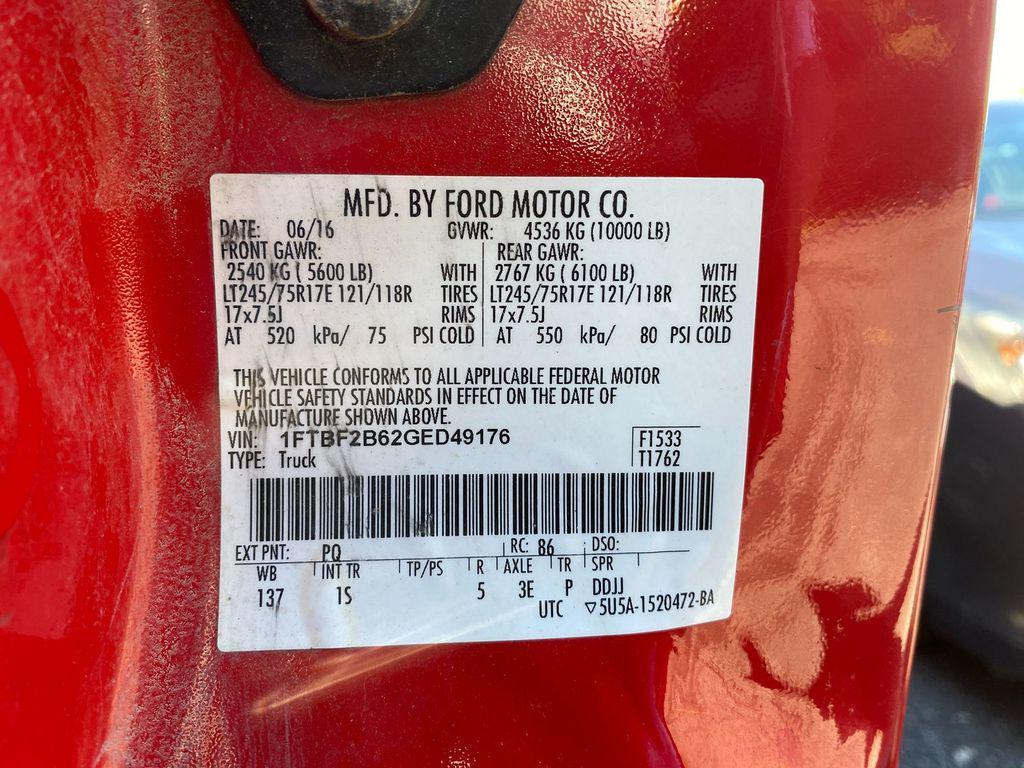 MFD. BY FORD MOTOR CO.
DATE: 06/16 GVWR: 4536 KG (10000 LB)
FRONT GAWR: REAR GAWR:
2540 KG ( 5600 LB) WITH 2767 KG ( 6100 LB) WITH
LT245/75R17E 121/118R TIRES LT245/75R17E 121/118R TIRES
17x7.5J RIMS 17x7.5J RIMS
AT 520 kPa/ 75 PSI COLD AT 550 kPa/ 80 PSI COLD
THIS VEHICLE CONFORMS TO ALL APPLICABLE FEDERAL MOTOR
VEHICLE SAFETY STANDARDS IN EFFECT ON THE DATE OF
MANUFACTURE SHOWN ABOVE.
VIN: 1FTBF2B62GED49176 F1533
TYPE: Truck T1762
EXT PNT: PQ RC: 86 DSO:
WB INT TR TP/PS R AXLE TR SPR
137 1S 5 3E P DDJJ
UTC ▽5U5A-1520472-BA